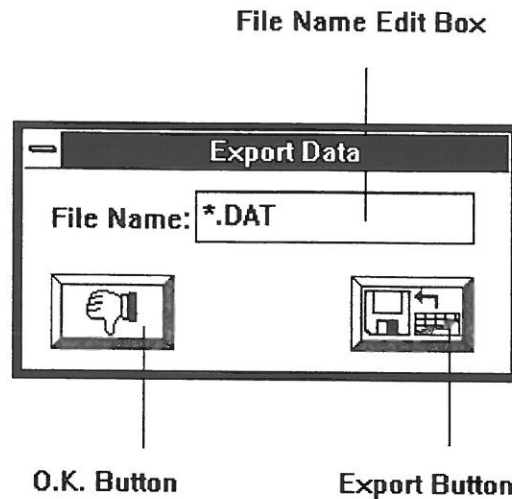 File Name Edit Box
Export Data
File Name: *.DAT
O.K. Button
Export Button